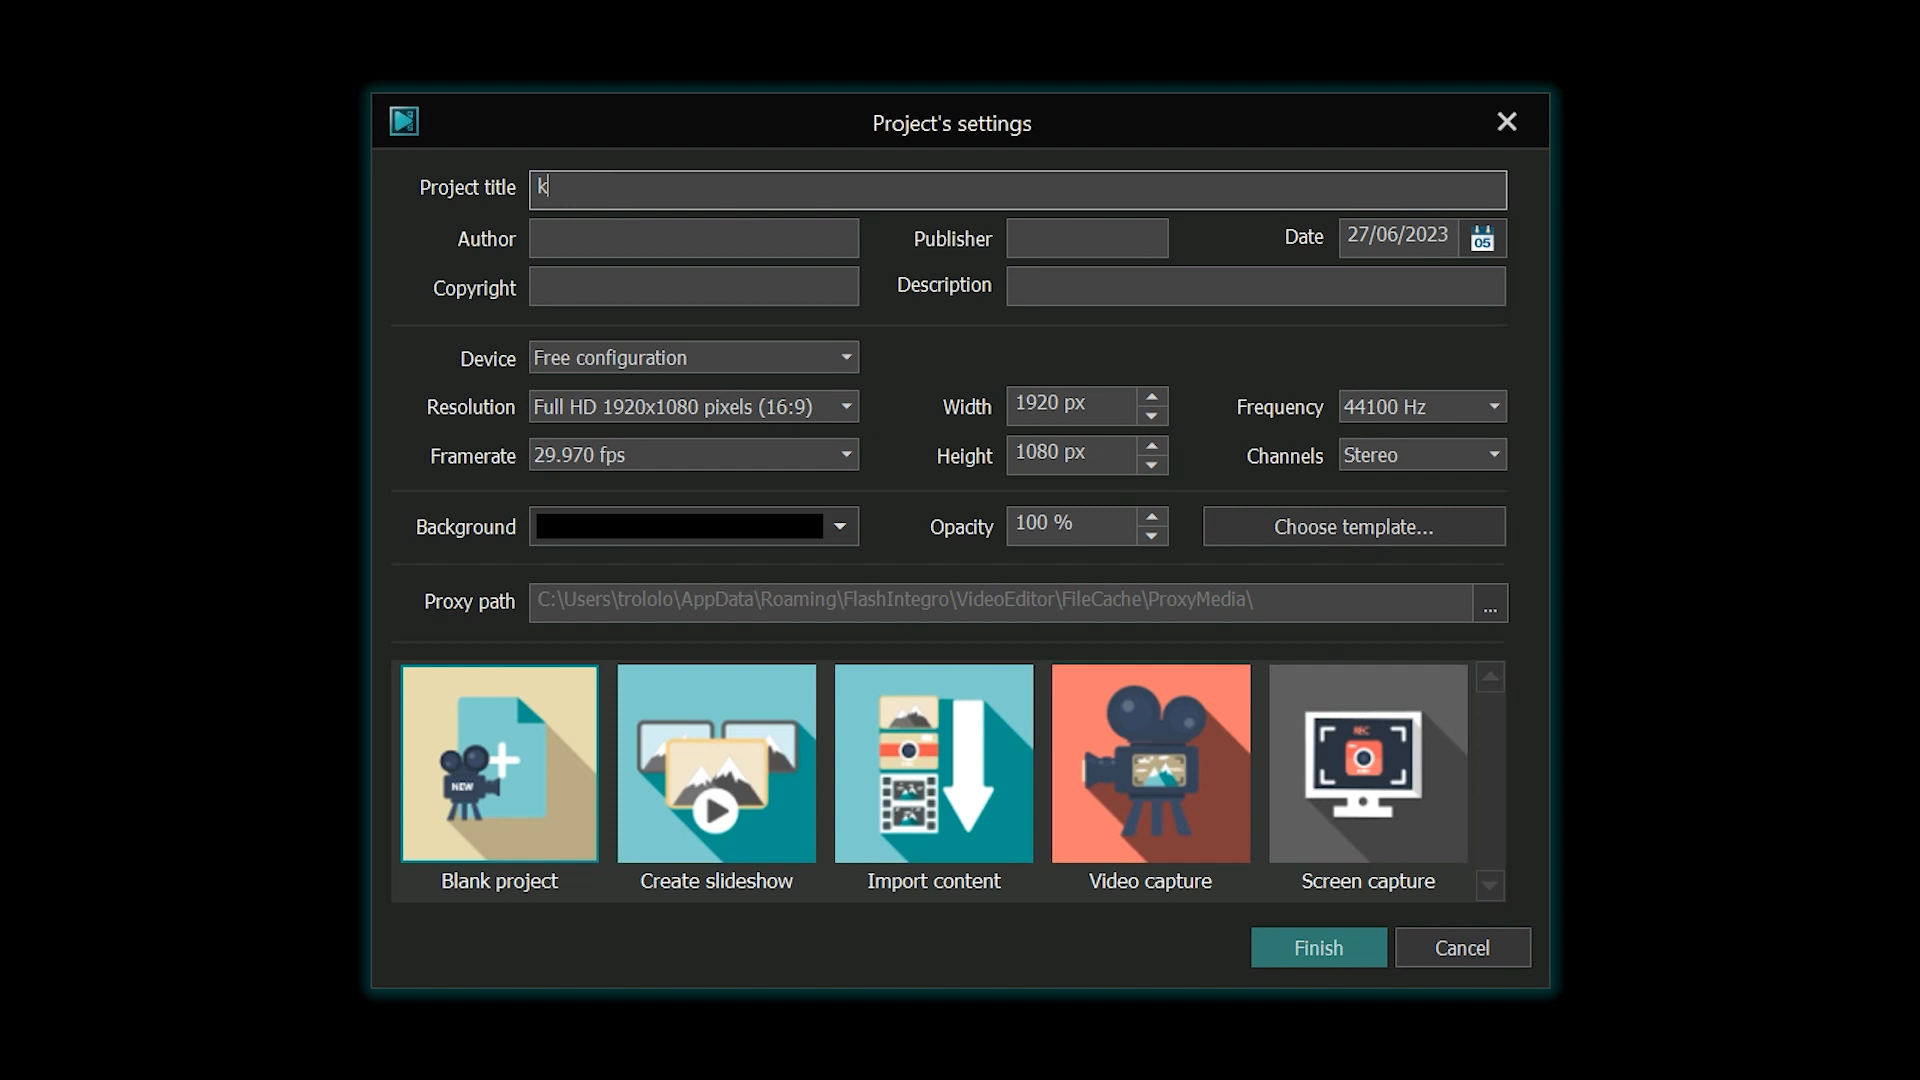 Project's settings
Project title k
Author Publisher Date 27/06/2023 05
Copyright Description
Device Free configuration
Resolution Full HD 1920x1080 pixels (16:9) Width 1920 px Frequency 44100 Hz
Framerate 29.970 fps Height 1080 px Channels Stereo
Background Opacity 100 % Choose template...
Proxy path C:\Users\trololo\AppData\Roaming\FlashIntegro\VideoEditor\FileCache\ProxyMedia\ ...
NEW REC
Blank project Create slideshow Import content Video capture Screen capture
Finish Cancel